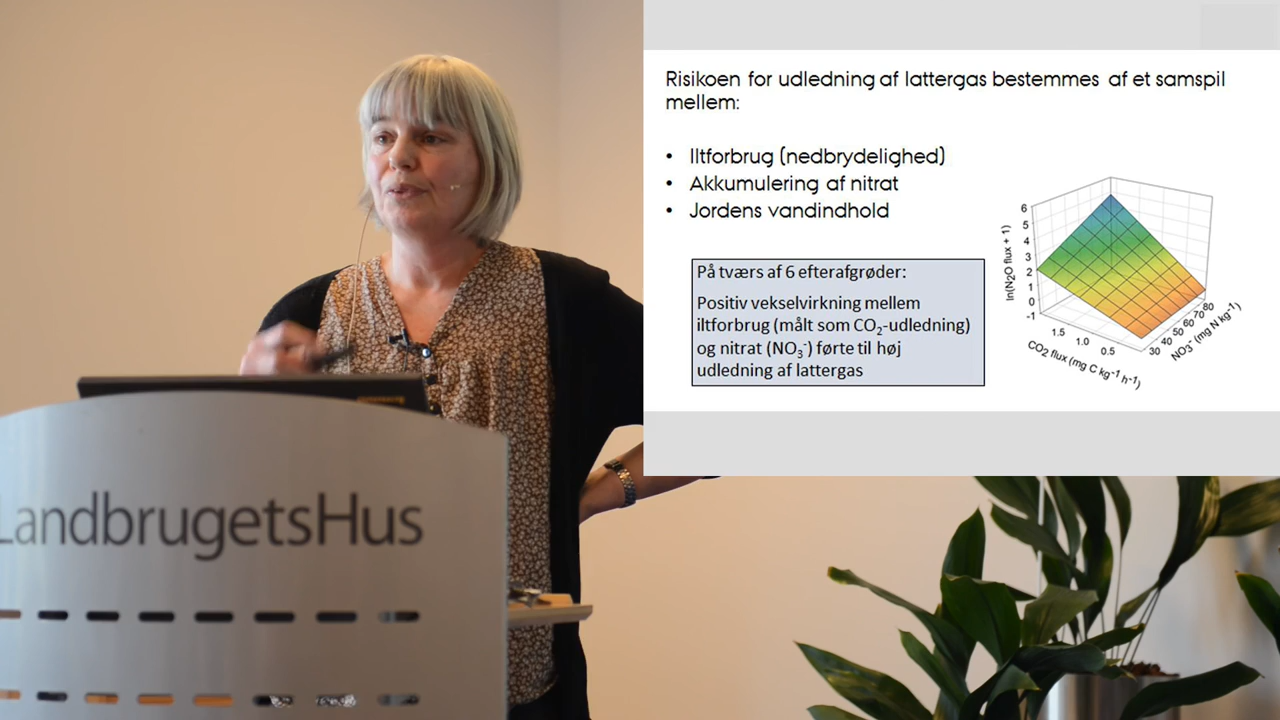 Risikoen for udledning af lattergas bestemmes af et samspil
mellem:
• Iltforbrug (nedbrydelighed)
• Akkumulering af nitrat
• Jordens vandindhold
På tværs af 6 efterafgrøder:
Positiv vekselvirkning mellem
iltforbrug (målt som CO₂-udledning)
og nitrat (NO₃⁻) førte til høj
udledning af lattergas
ln(N₂O flux + 1)
6
5
4
3
2
1
0
-1
1.5
1.0
0.5
CO2 flux (mg C kg⁻¹ h⁻¹)
30
40
50
60
70
80
NO3⁻ (mg N kg⁻¹)
LandbrugetsHus